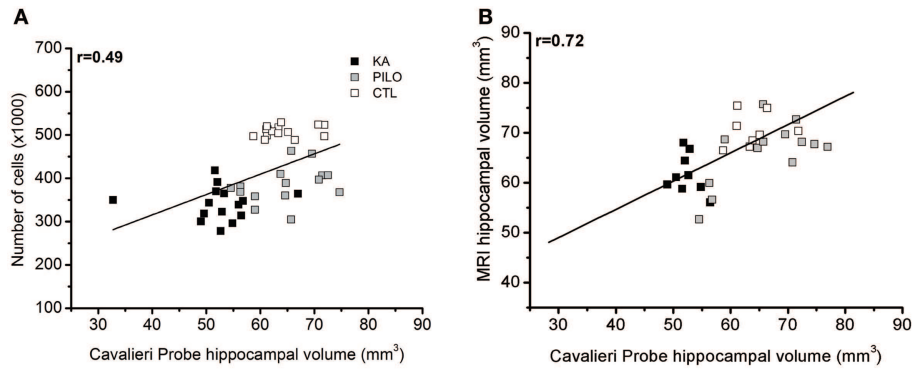 A
r=0.49
KA
PILO
CTL
700
600
500
400
300
200
100
Number of cells (x1000)
30 40 50 60 70 80 90
Cavalieri Probe hippocampal volume (mm³)
B
r=0.72
90
80
70
60
50
40
MRI hippocampal volume (mm³)
30 40 50 60 70 80 90
Cavalieri Probe hippocampal volume (mm³)